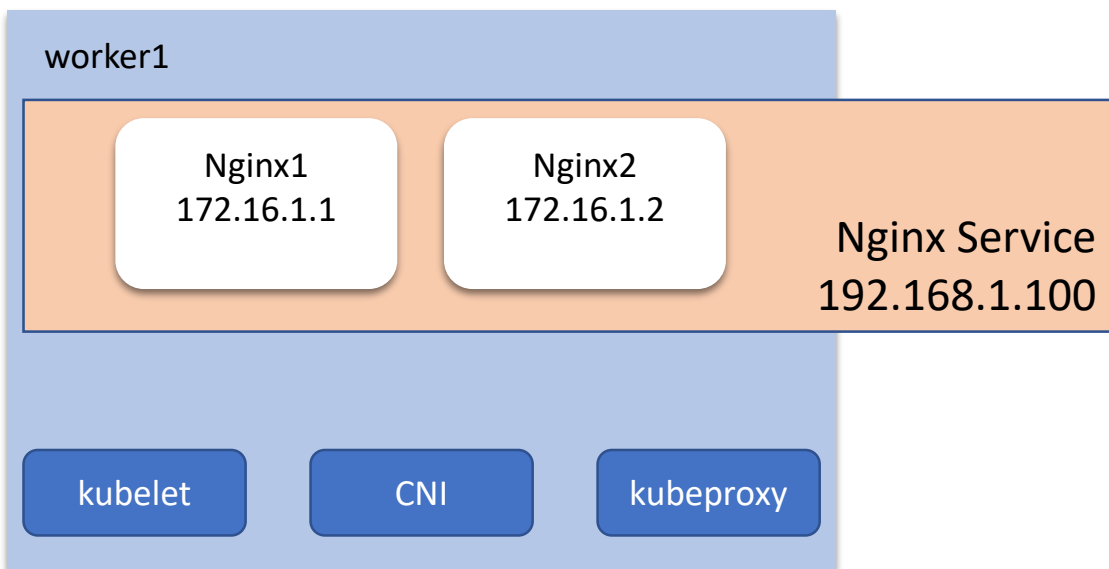 worker1
Nginx1
172.16.1.1
Nginx2
172.16.1.2
Nginx Service
192.168.1.100
kubelet
CNI
kubeproxy